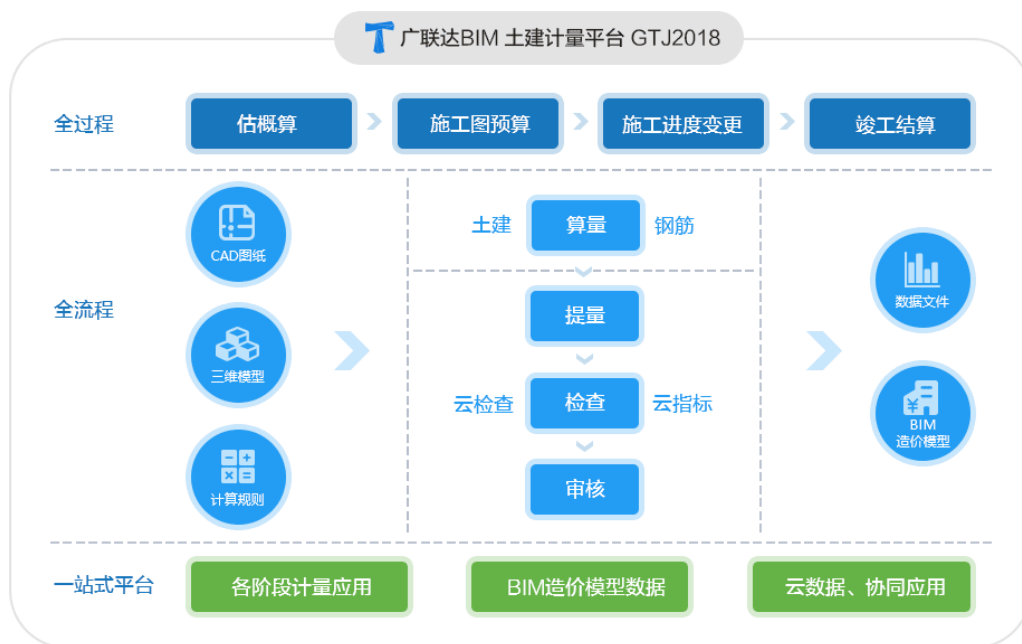 广联达BIM 土建计量平台 GTJ2018
全过程
估概算
施工图预算
施工进度变更
竣工结算
全流程
CAD图纸
三维模型
计算规则
土建
算量
钢筋
提量
云检查
检查
云指标
审核
数据文件
BIM
造价模型
一站式平台
各阶段计量应用
BIM造价模型数据
云数据、协同应用